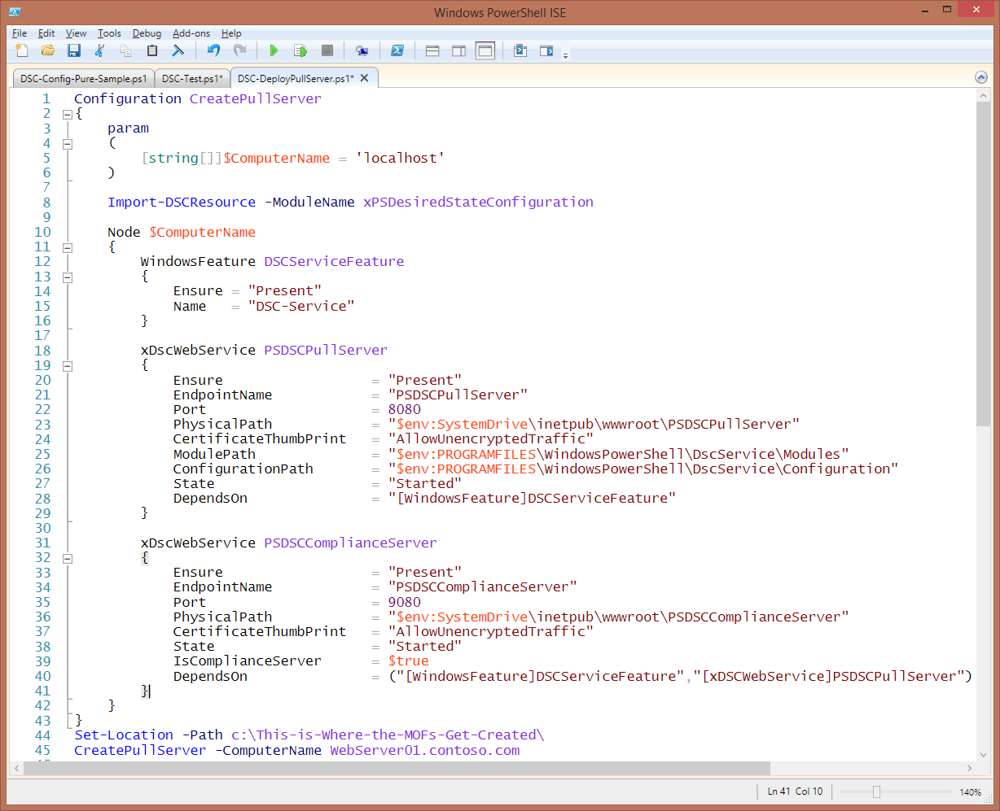 Windows PowerShell ISE
File Edit View Tools Debug Add-ons Help
DSC-Config-Pure-Sample.ps1 DSC-Test.ps1* DSC-DeployPullServer.ps1*
1 Configuration CreatePullServer
2 {
3     param
4     (
5         [string[]]$ComputerName = 'localhost'
6     )
7
8     Import-DSCResource -ModuleName xPSDesiredStateConfiguration
9
10     Node $ComputerName
11     {
12         WindowsFeature DSCServiceFeature
13         {
14             Ensure = "Present"
15             Name   = "DSC-Service"
16         }
17
18         xDscWebService PSDSCPullServer
19         {
20             Ensure                  = "Present"
21             EndpointName            = "PSDSCPullServer"
22             Port                    = 8080
23             PhysicalPath            = "$env:SystemDrive\inetpub\wwwroot\PSDSCPullServer"
24             CertificateThumbPrint   = "AllowUnencryptedTraffic"
25             ModulePath              = "$env:PROGRAMFILES\WindowsPowerShell\DscService\Modules"
26             ConfigurationPath       = "$env:PROGRAMFILES\WindowsPowerShell\DscService\Configuration"
27             State                   = "Started"
28             DependsOn               = "[WindowsFeature]DSCServiceFeature"
29         }
30
31         xDscWebService PSDSCComplianceServer
32         {
33             Ensure                  = "Present"
34             EndpointName            = "PSDSCComplianceServer"
35             Port                    = 9080
36             PhysicalPath            = "$env:SystemDrive\inetpub\wwwroot\PSDSCComplianceServer"
37             CertificateThumbPrint   = "AllowUnencryptedTraffic"
38             State                   = "Started"
39             IsComplianceServer      = $true
40             DependsOn               = ("[WindowsFeature]DSCServiceFeature","[xDSCWebService]PSDSCPullServer")
41         }
42     }
43 }
44 Set-Location -Path c:\This-is-Where-the-MOFs-Get-Created\
45 CreatePullServer -ComputerName WebServer01.contoso.com
Ln 41 Col 10 140%